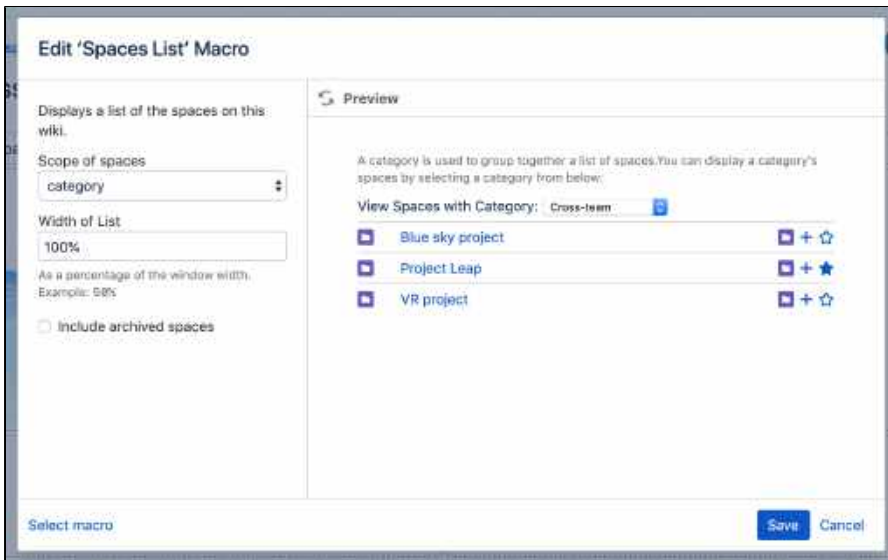 Edit ‘Spaces List’ Macro
Displays a list of the spaces on this
wiki.
Scope of spaces
category
Width of List
100%
As a percentage of the window width.
Example: 50%
Include archived spaces
Preview
A category is used to group together a list of spaces.You can display a category's
spaces by selecting a category from below:
View Spaces with Category: Cross-team
Blue sky project
Project Leap
VR project
Select macro
Save Cancel